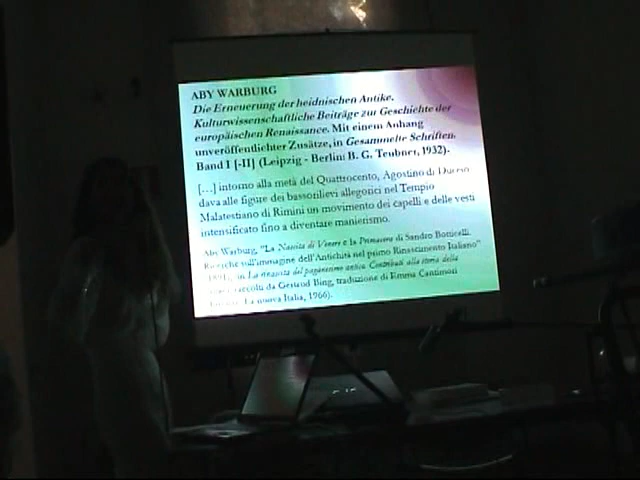 ABY WARBURG
Die Erneuerung der heidnischen Antike.
Kulturwissenschaftliche Beiträge zur Geschichte der
europäischen Renaissance. Mit einem Anhang
unveröffentlichter Zusätze, in Gesammelte Schriften.
Band I [-II] (Leipzig - Berlin: B. G. Teubner, 1932).
[…] intorno alla metà del Quattrocento, Agostino di Duccio
dava alle figure dei bassorilievi allegorici nel Tempio
Malatestiano di Rimini un movimento dei capelli e delle vesti
intensificato fino a diventare manierismo.
Aby Warburg, "La Nascita di Venere e la Primavera di Sandro Botticelli.
Ricerche sull'immagine dell'Antichità nel primo Rinascimento Italiano"
in La rinascita del paganesimo antico. Contributi alla storia della
raccolti da Gertrud Bing, traduzione di Emma Cantimori
La nuova Italia, 1966).